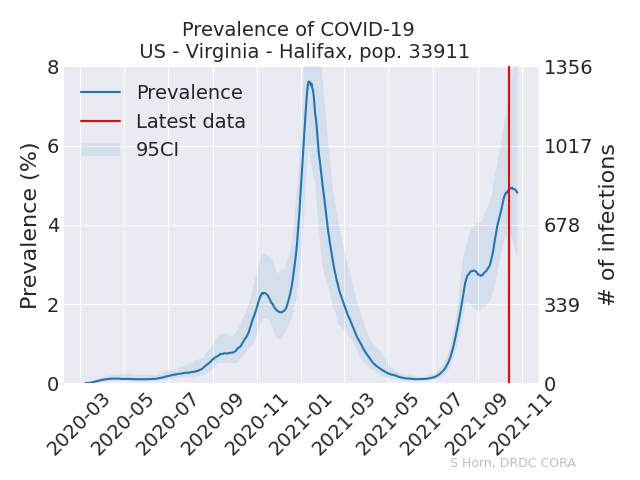 Prevalence of COVID-19
US - Virginia - Halifax, pop. 33911
8
6
4
2
0
Prevalence (%)
Prevalence
Latest data
95CI
1356
1017
678
339
0
# of infections
2020-03
2020-05
2020-07
2020-09
2020-11
2021-01
2021-03
2021-05
2021-07
2021-09
2021-11
S Horn, DRDC CORA